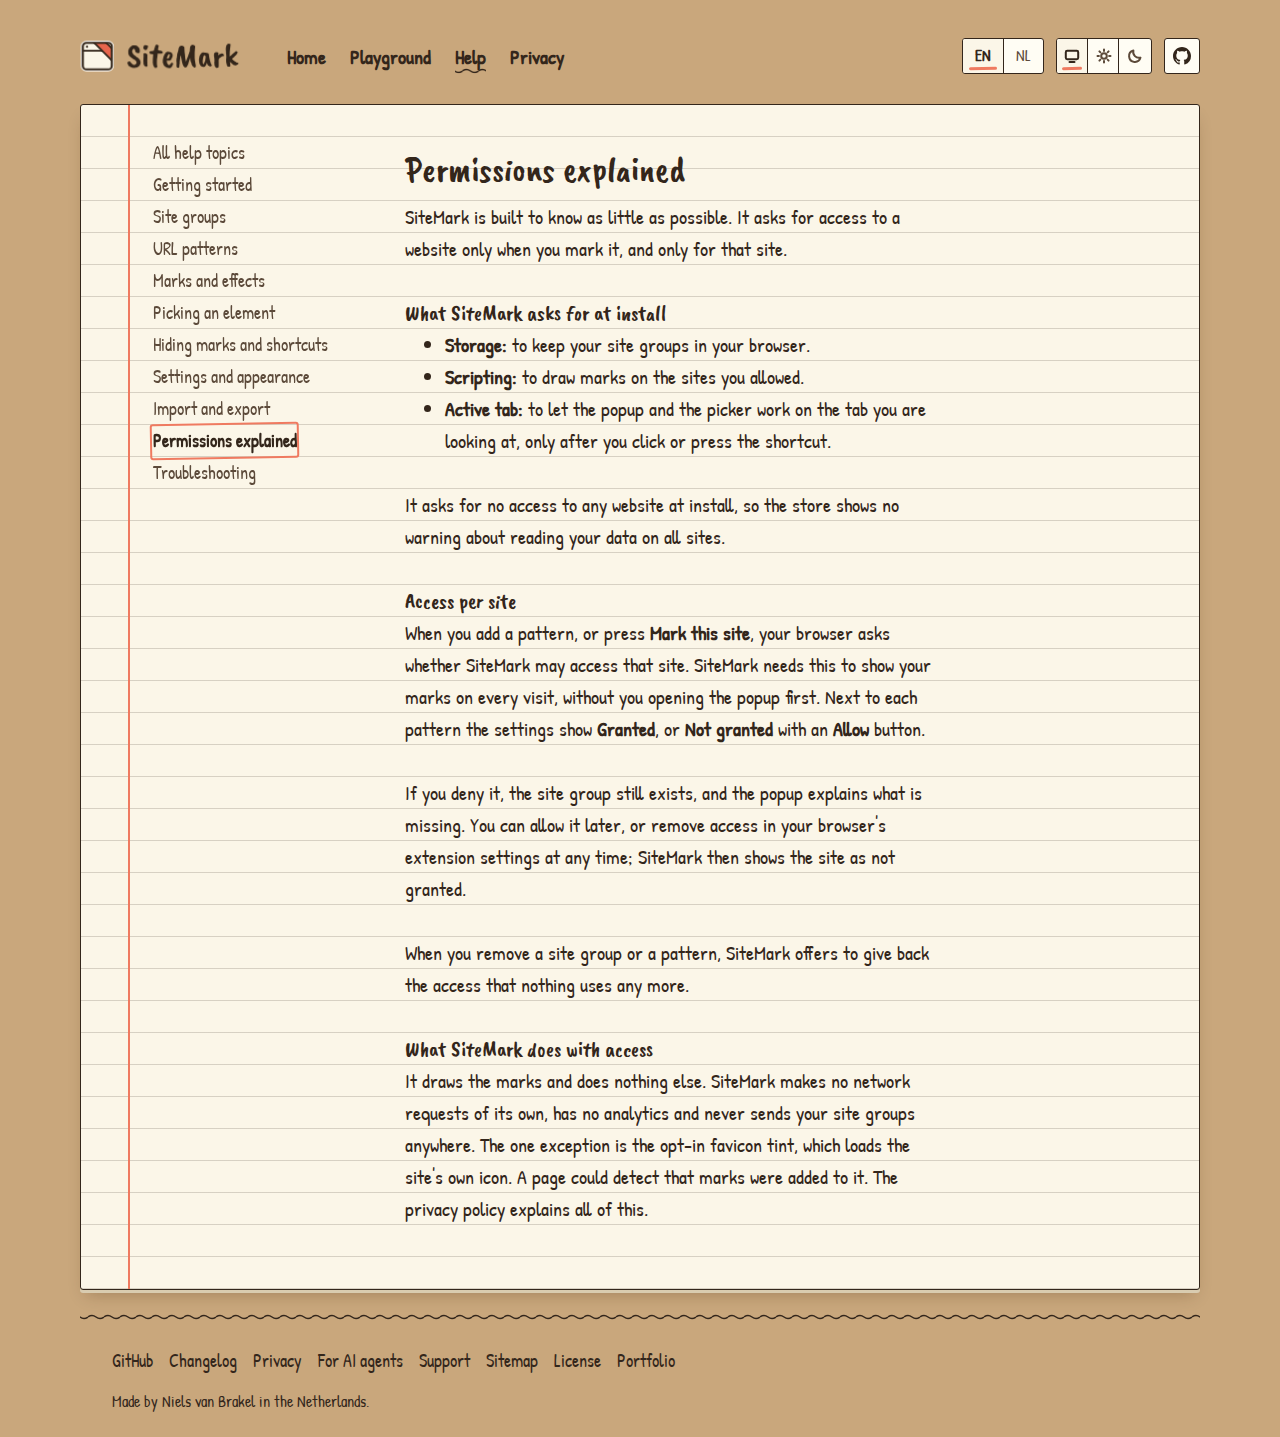 SiteMark
Home Playground Help Privacy
EN NL
All help topics
Getting started
Site groups
URL patterns
Marks and effects
Picking an element
Hiding marks and shortcuts
Settings and appearance
Import and export
Permissions explained
Troubleshooting
Permissions explained
SiteMark is built to know as little as possible. It asks for access to a
website only when you mark it, and only for that site.
What SiteMark asks for at install
• Storage: to keep your site groups in your browser.
• Scripting: to draw marks on the sites you allowed.
• Active tab: to let the popup and the picker work on the tab you are
looking at, only after you click or press the shortcut.
It asks for no access to any website at install, so the store shows no
warning about reading your data on all sites.
Access per site
When you add a pattern, or press Mark this site, your browser asks
whether SiteMark may access that site. SiteMark needs this to show your
marks on every visit, without you opening the popup first. Next to each
pattern the settings show Granted, or Not granted with an Allow button.
If you deny it, the site group still exists, and the popup explains what is
missing. You can allow it later, or remove access in your browser's
extension settings at any time; SiteMark then shows the site as not
granted.
When you remove a site group or a pattern, SiteMark offers to give back
the access that nothing uses any more.
What SiteMark does with access
It draws the marks and does nothing else. SiteMark makes no network
requests of its own, has no analytics and never sends your site groups
anywhere. The one exception is the opt-in favicon tint, which loads the
site's own icon. A page could detect that marks were added to it. The
privacy policy explains all of this.
GitHub Changelog Privacy For AI agents Support Sitemap License Portfolio
Made by Niels van Brakel in the Netherlands.